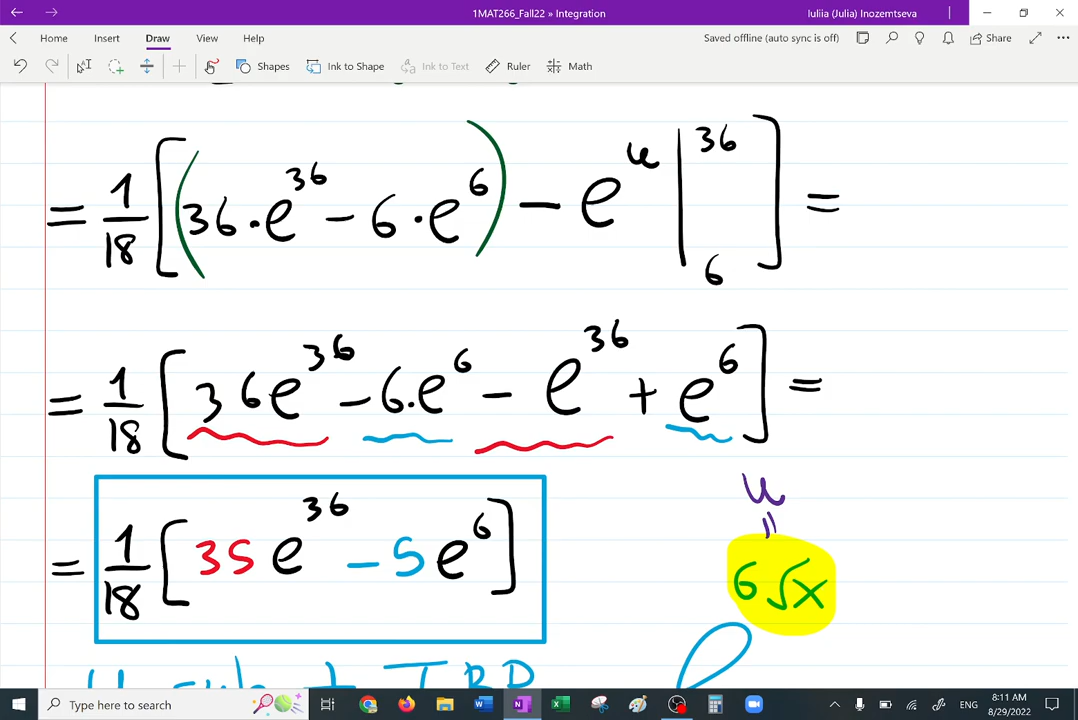 1MAT266_Fall22 » Integration
Iuliia (Julia) Inozemtseva
Home Insert Draw View Help
Saved offline (auto sync is off)
Share
Shapes Ink to Shape Ink to Text Ruler Math
= 1/18 [(36·e^36 − 6·e^6) − e^u |_6^36] =
= 1/18 [36e^36 − 6·e^6 − e^36 + e^6] =
= 1/18 [35e^36 − 5e^6]
u
=
6√x
Type here to search
8:11 AM
ENG
8/29/2022